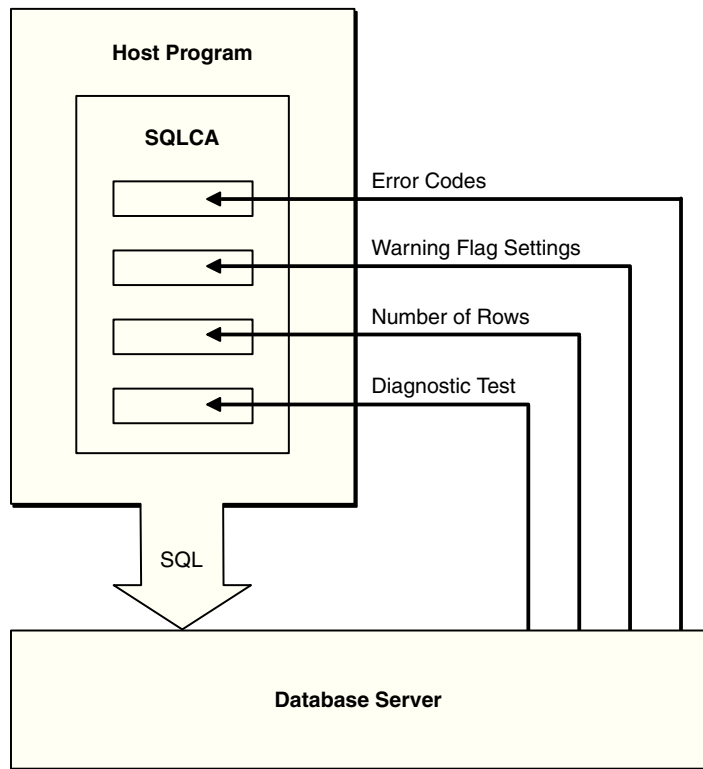 Host Program
SQLCA
Error Codes
Warning Flag Settings
Number of Rows
Diagnostic Test
SQL
Database Server